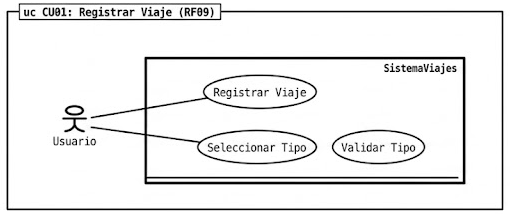 uc CU01: Registrar Viaje (RF09)
SistemaViajes
Registrar Viaje
Usuario
Seleccionar Tipo
Validar Tipo